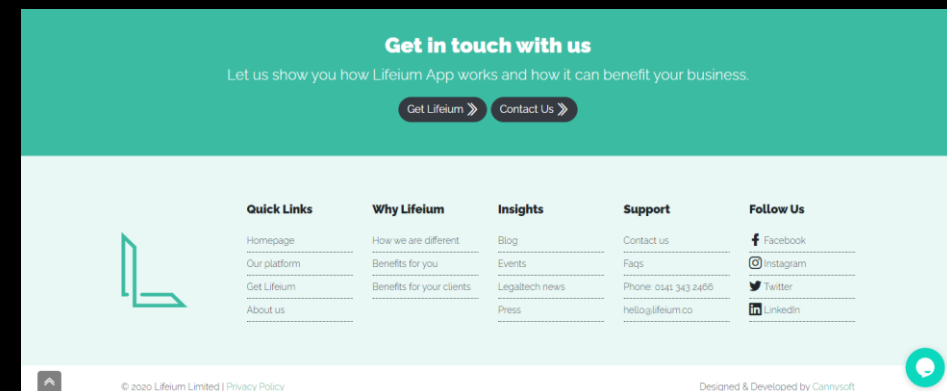 Get in touch with us
Let us show you how Lifeium App works and how it can benefit your business.
Get Lifeium
Contact Us
Quick Links
Homepage
Our platform
Get Lifeium
About us
Why Lifeium
How we are different
Benefits for you
Benefits for your clients
Insights
Blog
Events
Legaltech news
Press
Support
Contact us
Faqs
Phone: 0141 343 2466
hello@lifeium.co
Follow Us
Facebook
Instagram
Twitter
LinkedIn
© 2020 Lifeium Limited | Privacy Policy
Designed & Developed by Cannysoft